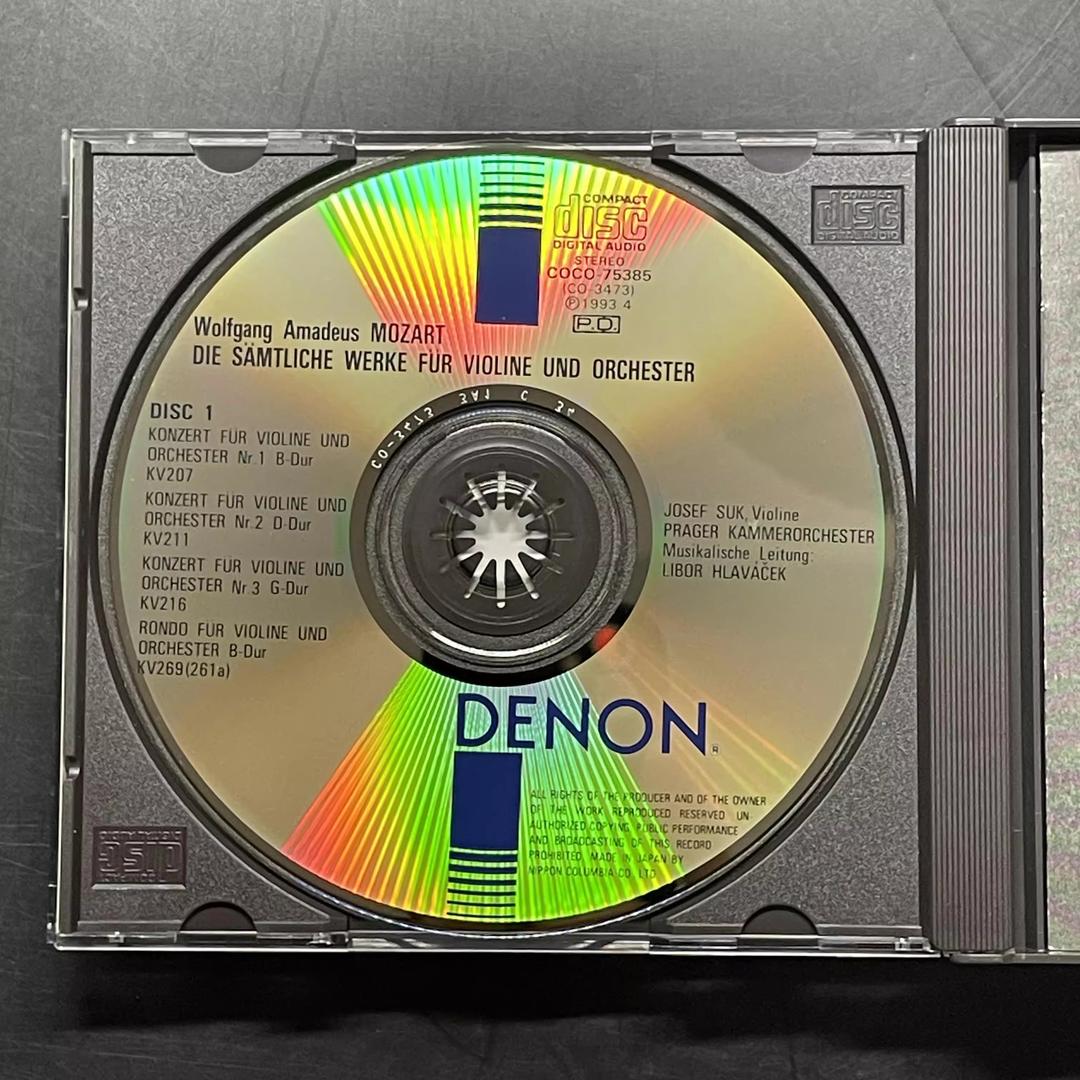 COMPACT
disc
DIGITAL AUDIO
STEREO
COCO-75385
(CO-3473)
Ⓟ1993 4
P.D.
Wolfgang Amadeus MOZART
DIE SÄMTLICHE WERKE FÜR VIOLINE UND ORCHESTER
DISC 1
KONZERT FÜR VIOLINE UND
ORCHESTER Nr.1 B-Dur
KV207
KONZERT FÜR VIOLINE UND
ORCHESTER Nr.2 D-Dur
KV211
KONZERT FÜR VIOLINE UND
ORCHESTER Nr.3 G-Dur
KV216
RONDO FÜR VIOLINE UND
ORCHESTER B-Dur
KV269(261a)
JOSEF SUK, Violine
PRAGER KAMMERORCHESTER
Musikalische Leitung:
LIBOR HLAVÁČEK
DENON
ALL RIGHTS OF THE PRODUCER AND OF THE OWNER
OF THE WORK REPRODUCED RESERVED UN-
AUTHORIZED COPYING PUBLIC PERFORMANCE
AND BROADCASTING OF THIS RECORD
PROHIBITED. MADE IN JAPAN BY
NIPPON COLUMBIA CO., LTD.
CO-3473
COMPACT
disc
DIGITAL AUDIO
disc